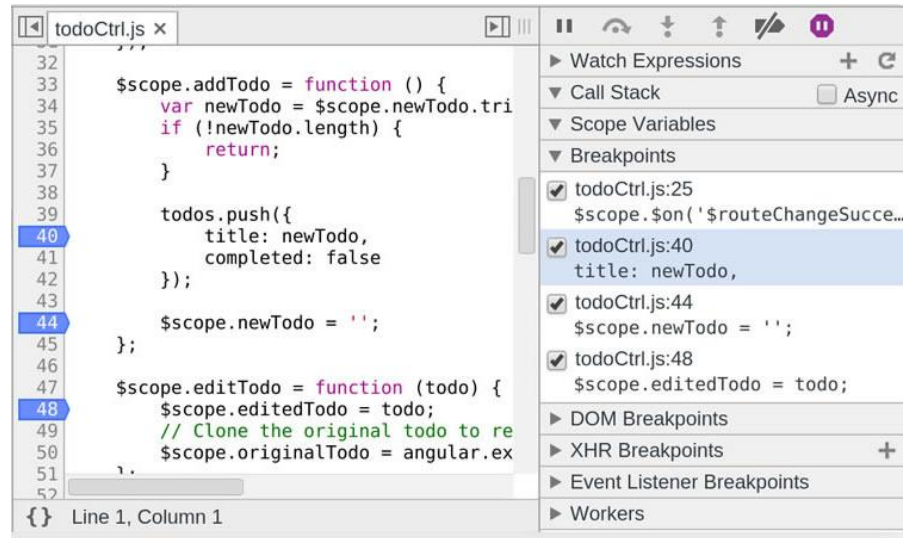 todoCtrl.js ×
32
33 $scope.addTodo = function () {
34 var newTodo = $scope.newTodo.tri
35 if (!newTodo.length) {
36 return;
37 }
38
39 todos.push({
40 title: newTodo,
41 completed: false
42 });
43
44 $scope.newTodo = '';
45 };
46
47 $scope.editTodo = function (todo) {
48 $scope.editedTodo = todo;
49 // Clone the original todo to re
50 $scope.originalTodo = angular.ex
51 };
52
{} Line 1, Column 1
Watch Expressions
Call Stack Async
Scope Variables
Breakpoints
todoCtrl.js:25
$scope.$on('$routeChangeSucce…
todoCtrl.js:40
title: newTodo,
todoCtrl.js:44
$scope.newTodo = '';
todoCtrl.js:48
$scope.editedTodo = todo;
DOM Breakpoints
XHR Breakpoints
Event Listener Breakpoints
Workers